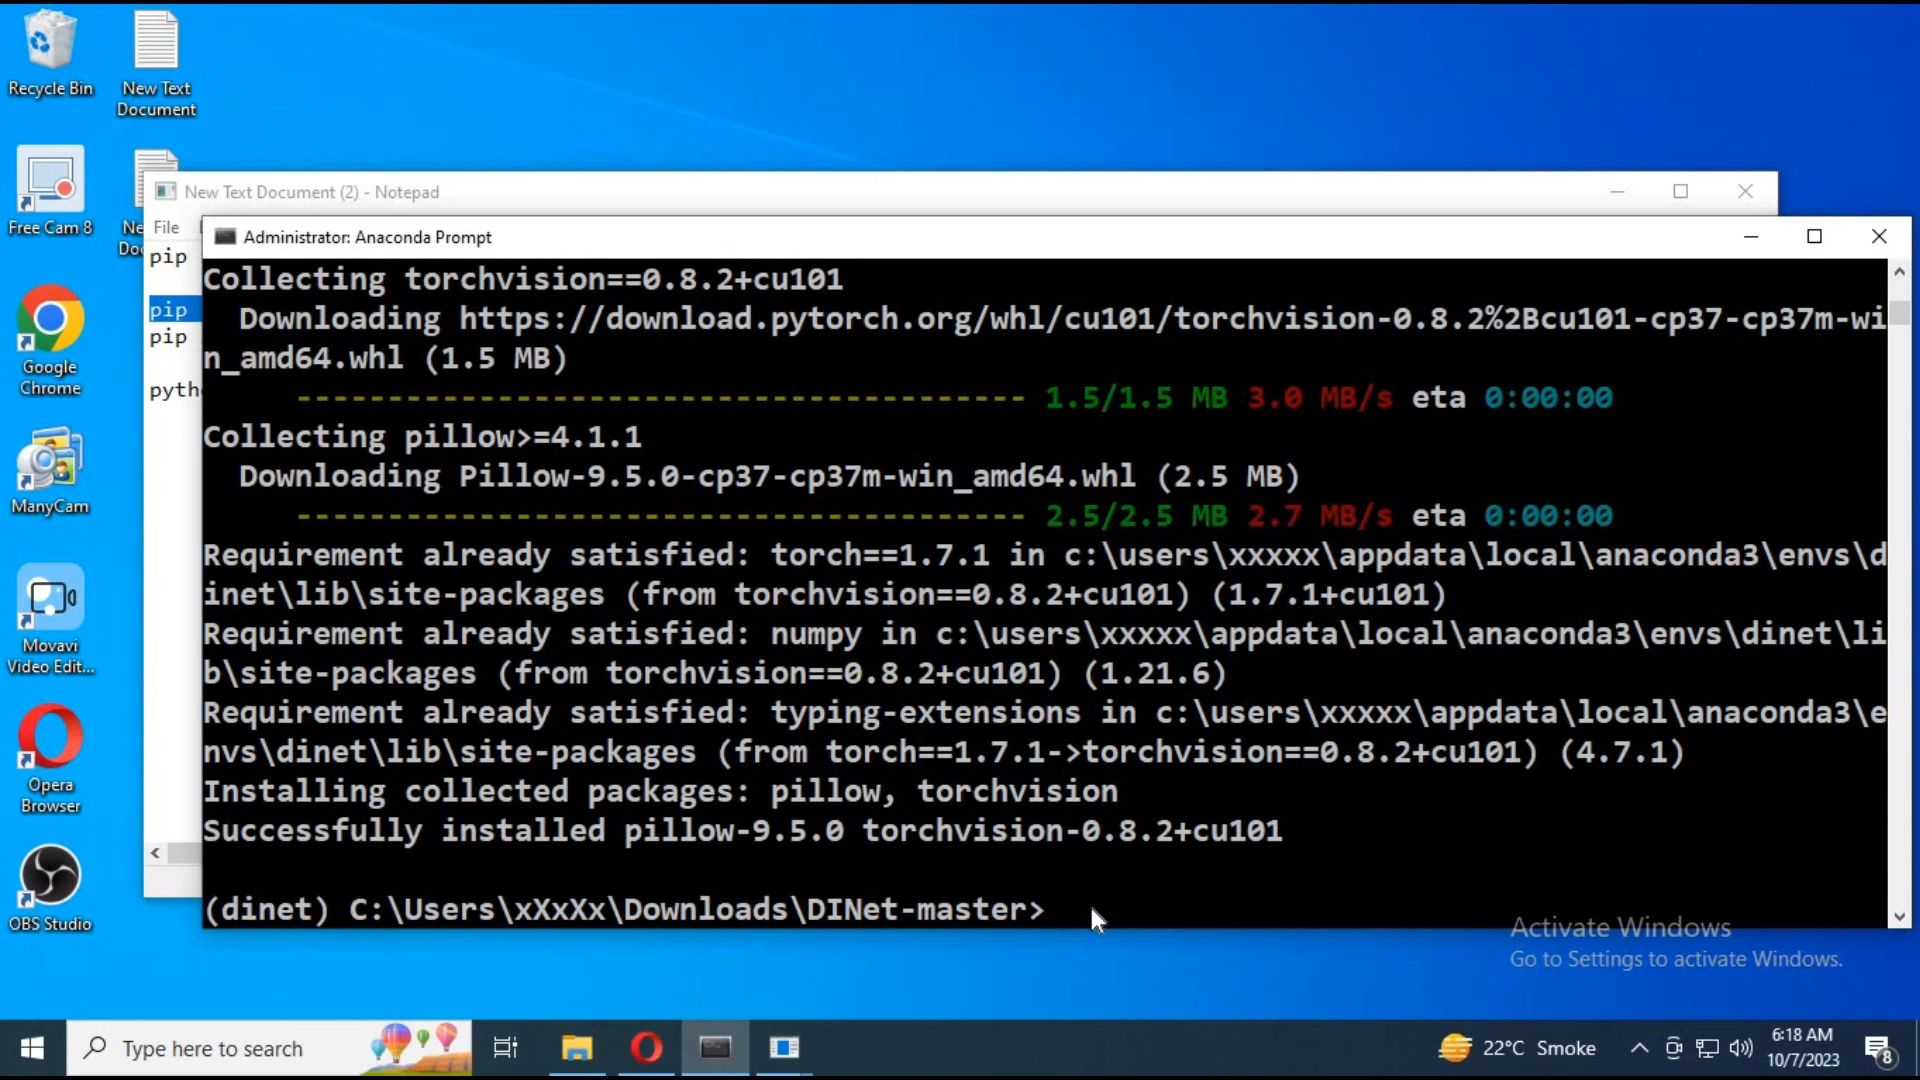 Recycle Bin
New Text
Document
Free Cam 8
Google
Chrome
ManyCam
Movavi
Video Edit...
Opera
Browser
OBS Studio
New Text Document (2) - Notepad
File
pip
pip
pip
Administrator: Anaconda Prompt
Collecting torchvision==0.8.2+cu101
Downloading https://download.pytorch.org/whl/cu101/torchvision-0.8.2%2Bcu101-cp37-cp37m-wi
n_amd64.whl (1.5 MB)
---------------------------------------- 1.5/1.5 MB 3.0 MB/s eta 0:00:00
Collecting pillow>=4.1.1
Downloading Pillow-9.5.0-cp37-cp37m-win_amd64.whl (2.5 MB)
---------------------------------------- 2.5/2.5 MB 2.7 MB/s eta 0:00:00
Requirement already satisfied: torch==1.7.1 in c:\users\xxxxx\appdata\local\anaconda3\envs\d
inet\lib\site-packages (from torchvision==0.8.2+cu101) (1.7.1+cu101)
Requirement already satisfied: numpy in c:\users\xxxxx\appdata\local\anaconda3\envs\dinet\li
b\site-packages (from torchvision==0.8.2+cu101) (1.21.6)
Requirement already satisfied: typing-extensions in c:\users\xxxxx\appdata\local\anaconda3\e
nvs\dinet\lib\site-packages (from torch==1.7.1->torchvision==0.8.2+cu101) (4.7.1)
Installing collected packages: pillow, torchvision
Successfully installed pillow-9.5.0 torchvision-0.8.2+cu101
(dinet) C:\Users\xXxXx\Downloads\DINet-master>
Activate Windows
Go to Settings to activate Windows.
Type here to search
22°C Smoke
6:18 AM
10/7/2023
8